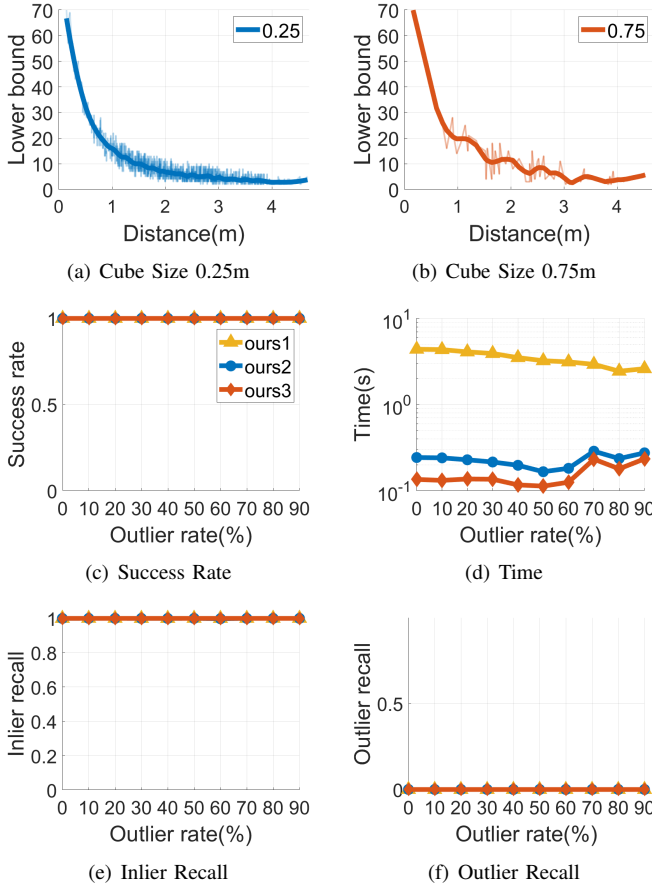 70
60
50
40
30
20
10
0
Lower bound
0.25
0 1 2 3 4
Distance(m)
(a) Cube Size 0.25m
70
60
50
40
30
20
10
0
Lower bound
0.75
0 1 2 3 4
Distance(m)
(b) Cube Size 0.75m
1
0.5
0
Success rate
ours1
ours2
ours3
0 10 20 30 40 50 60 70 80 90
Outlier rate(%)
(c) Success Rate
10^1
10^0
10^-1
Time(s)
0 10 20 30 40 50 60 70 80 90
Outlier rate(%)
(d) Time
1
0.8
0.6
0.4
0.2
0
Inlier recall
0 10 20 30 40 50 60 70 80 90
Outlier rate(%)
(e) Inlier Recall
0.5
0
Outlier recall
0 10 20 30 40 50 60 70 80 90
Outlier rate(%)
(f) Outlier Recall